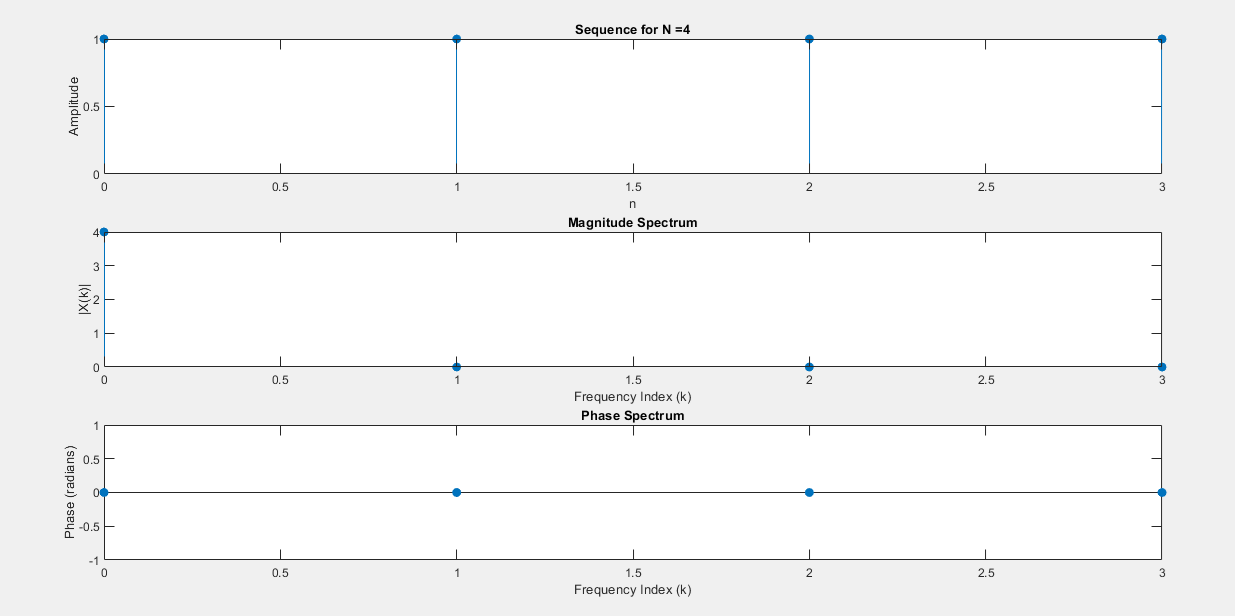 Sequence for N =4
Amplitude
1
0.5
0
0 0.5 1 1.5 2 2.5 3
n
Magnitude Spectrum
|X(k)|
4
3
2
1
0
0 0.5 1 1.5 2 2.5 3
Frequency Index (k)
Phase Spectrum
Phase (radians)
1
0.5
0
-0.5
-1
0 0.5 1 1.5 2 2.5 3
Frequency Index (k)